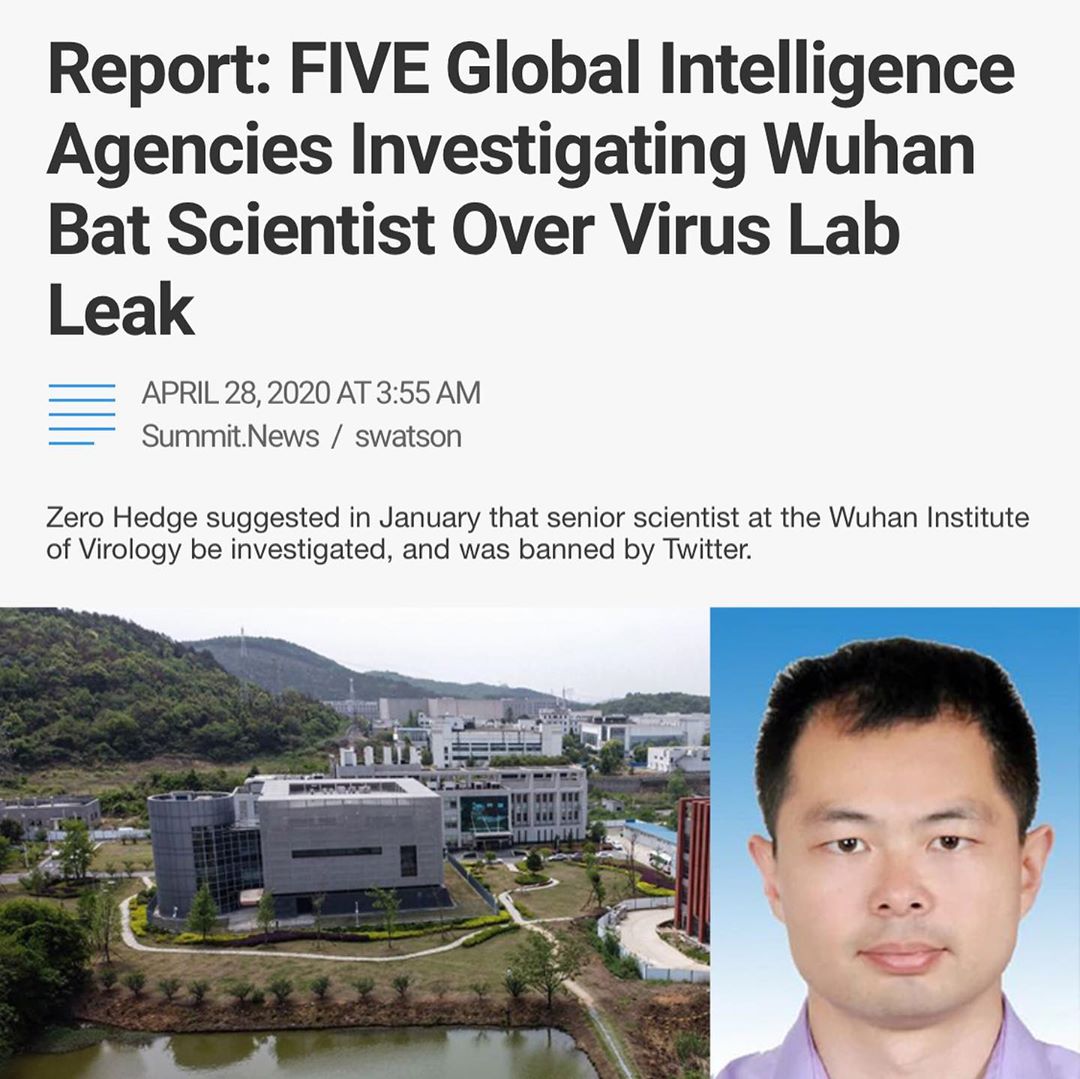 Report: FIVE Global Intelligence
Agencies Investigating Wuhan
Bat Scientist Over Virus Lab
Leak
APRIL 28, 2020 AT 3:55 AM
Summit.News / swatson
Zero Hedge suggested in January that senior scientist at the Wuhan Institute
of Virology be investigated, and was banned by Twitter.